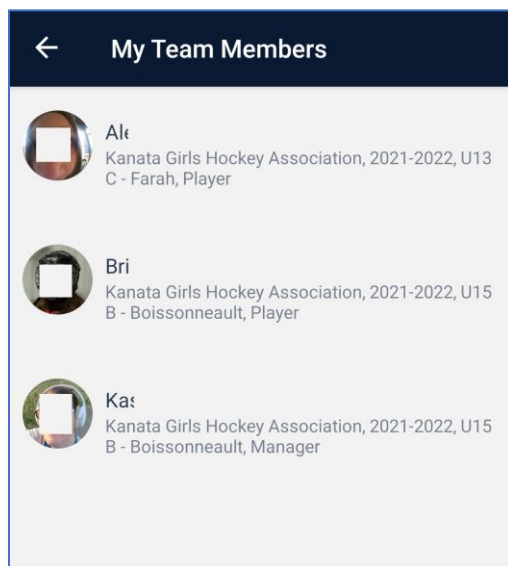 My Team Members
Kanata Girls Hockey Association, 2021-2022, U13
C - Farah, Player
Bri
Kanata Girls Hockey Association, 2021-2022, U15
B - Boissonneault, Player
Kas
Kanata Girls Hockey Association, 2021-2022, U15
B - Boissonneault, Manager